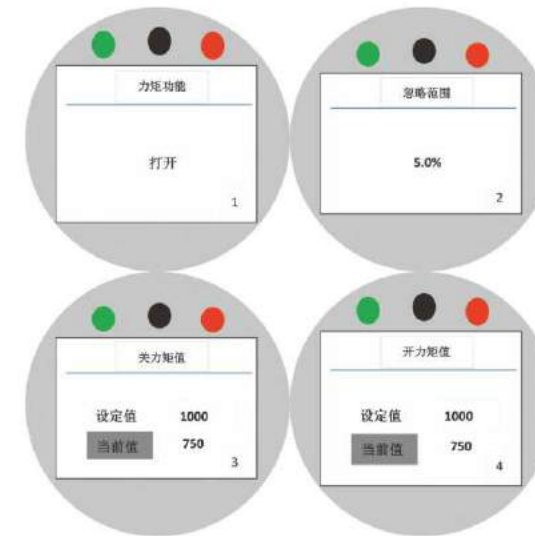 力矩功能
打开
1
忽略范围
5.0%
2
关力矩值
设定值 1000
当前值 750
3
开力矩值
设定值 1000
当前值 750
4